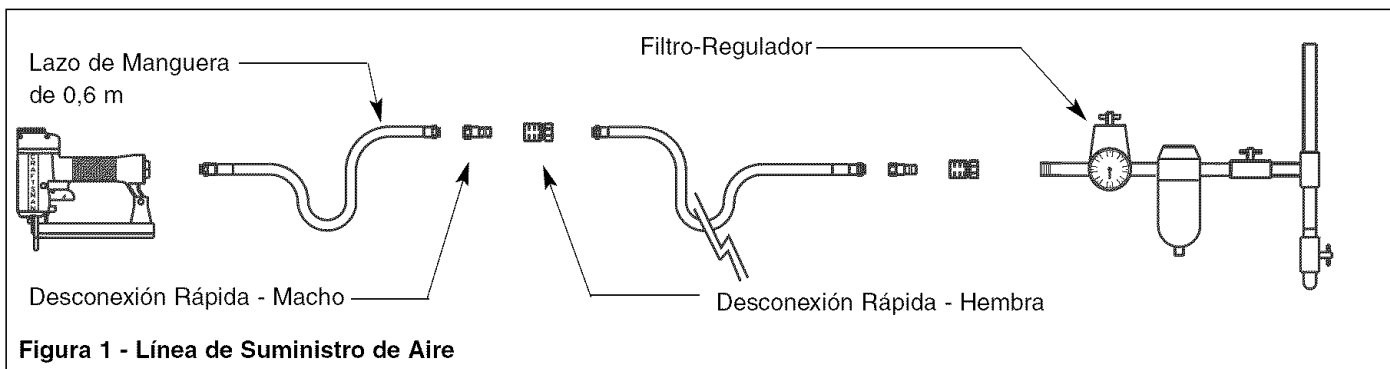 Lazo de Manguera
de 0,6 m
Filtro-Regulador
CRAFTSMAN
Desconexión Rápida - Macho
Desconexión Rápida - Hembra
Figura 1 - Línea de Suministro de Aire